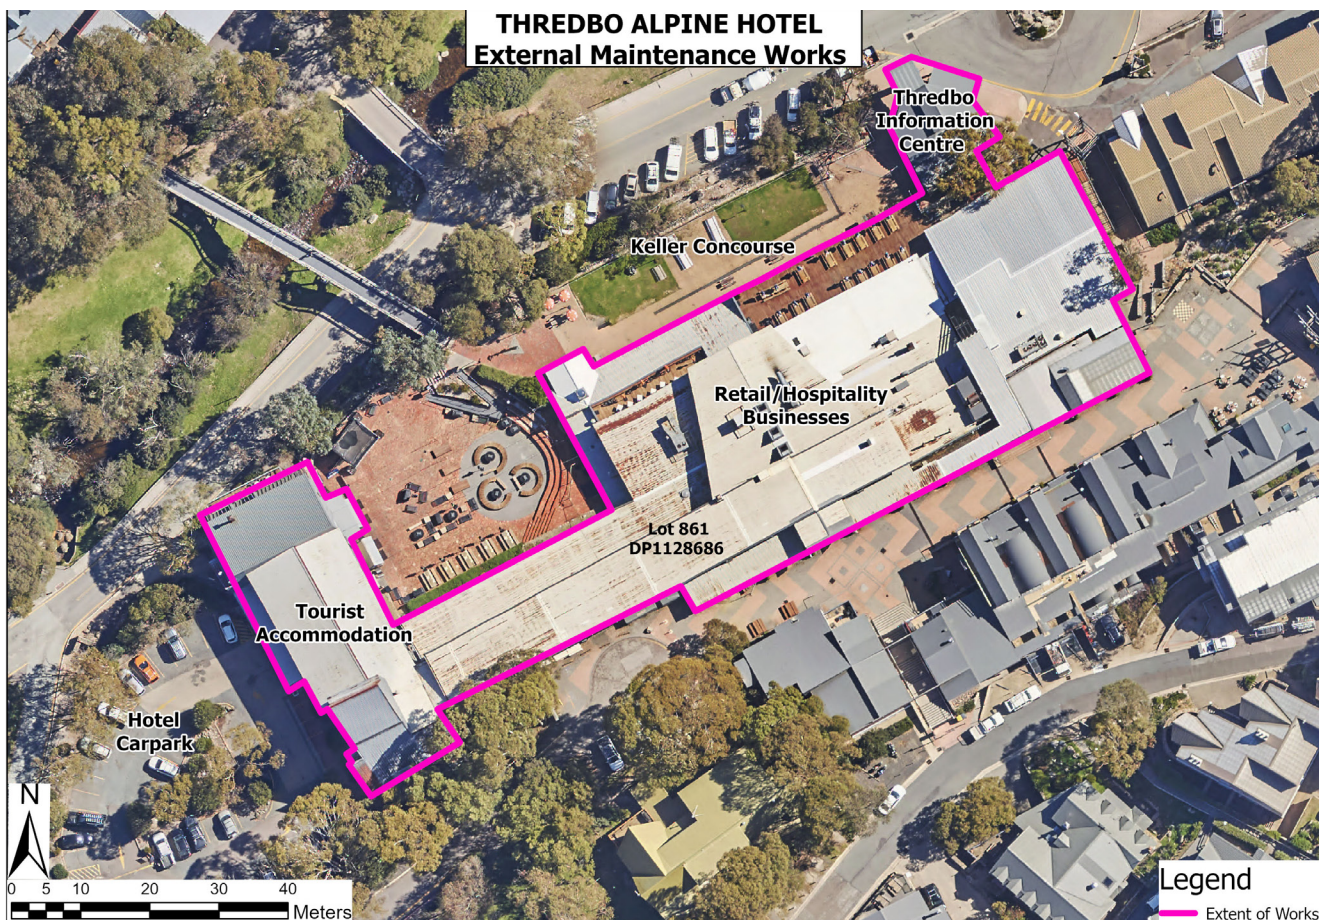 THREDBO ALPINE HOTEL
External Maintenance Works
Thredbo
Information
Centre
Keller Concourse
Retail/Hospitality
Businesses
Lot 861
DP1128686
Tourist
Accommodation
Hotel
Carpark
N
0 5 10 20 30 40
Meters
Legend
Extent of Works